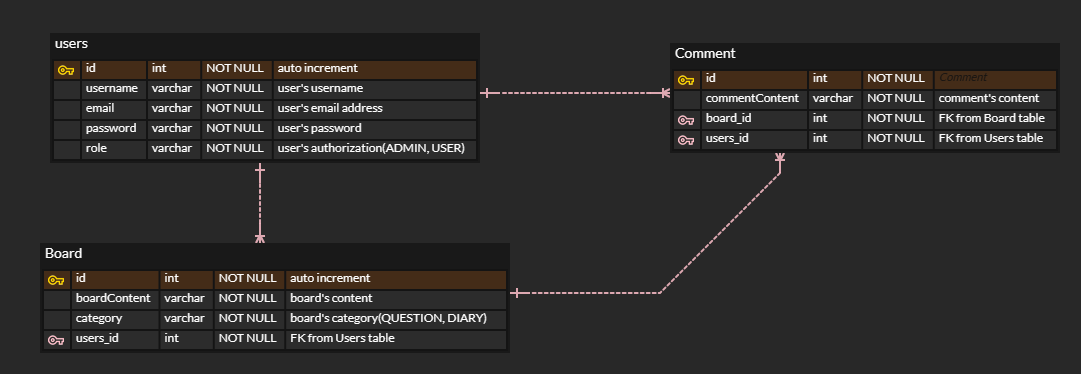 users
id int NOT NULL auto increment
username varchar NOT NULL user's username
email varchar NOT NULL user's email address
password varchar NOT NULL user's password
role varchar NOT NULL user's authorization(ADMIN, USER)
Comment
id int NOT NULL Comment
commentContent varchar NOT NULL comment's content
board_id int NOT NULL FK from Board table
users_id int NOT NULL FK from Users table
Board
id int NOT NULL auto increment
boardContent varchar NOT NULL board's content
category varchar NOT NULL board's category(QUESTION, DIARY)
users_id int NOT NULL FK from Users table